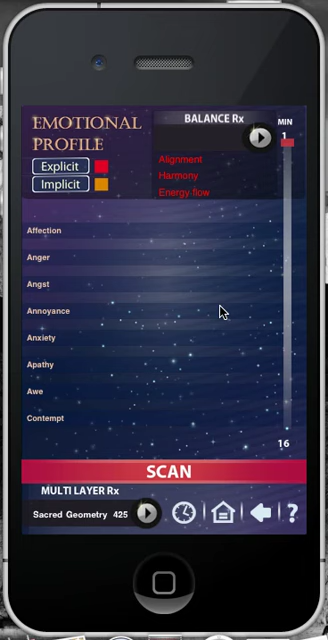 EMOTIONAL
PROFILE
Explicit
Implicit
BALANCE Rx
Alignment
Harmony
Energy flow
MIN
1
Affection
Anger
Angst
Annoyance
Anxiety
Apathy
Awe
Contempt
16
SCAN
MULTI LAYER Rx
Sacred Geometry 425
?